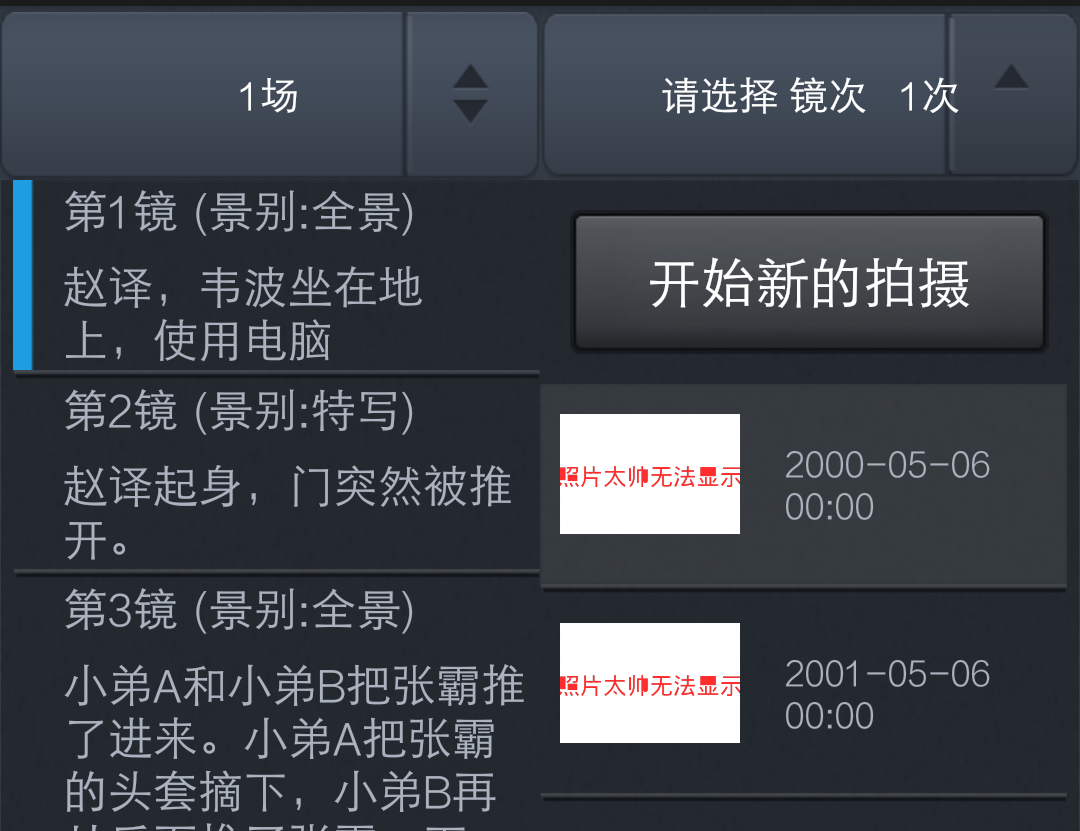 1场
请选择 镜次 1次
第1镜 (景别:全景)
赵译，韦波坐在地
上，使用电脑
第2镜 (景别:特写)
赵译起身，门突然被推
开。
第3镜 (景别:全景)
小弟A和小弟B把张霸推
了进来。小弟A把张霸
的头套摘下，小弟B再
开始新的拍摄
照片太帅无法显示
2000-05-06
00:00
照片太帅无法显示
2001-05-06
00:00